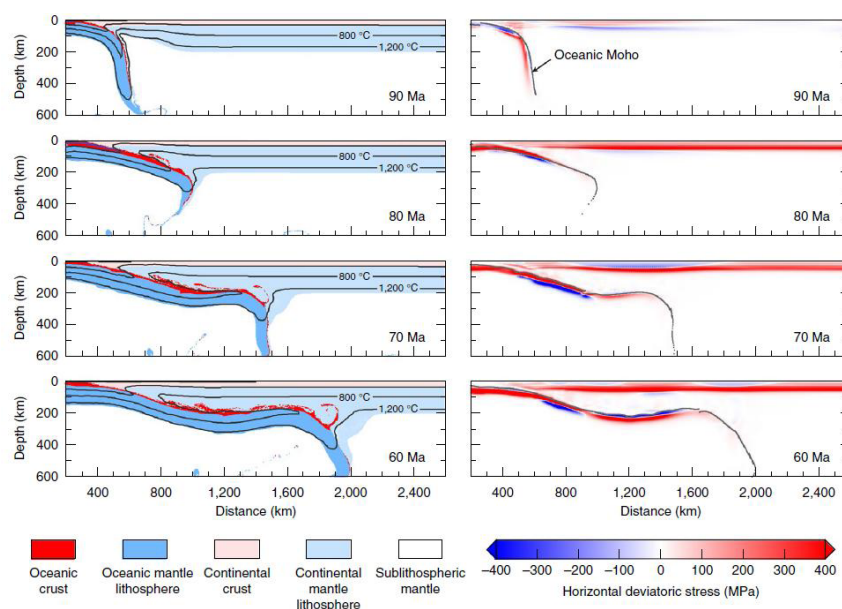 0
200
400
600
Depth (km)
800 °C
1,200 °C
90 Ma
Oceanic Moho
90 Ma
0
200
400
600
Depth (km)
800 °C
1,200 °C
80 Ma
80 Ma
0
200
400
600
Depth (km)
800 °C
1,200 °C
70 Ma
70 Ma
0
200
400
600
Depth (km)
800 °C
1,200 °C
60 Ma
60 Ma
400 800 1,200 1,600 2,000 2,400
Distance (km)
400 800 1,200 1,600 2,000 2,400
Distance (km)
Oceanic crust
Oceanic mantle lithosphere
Continental crust
Continental mantle lithosphere
Sublithospheric mantle
−400 −300 −200 −100 0 100 200 300 400
Horizontal deviatoric stress (MPa)